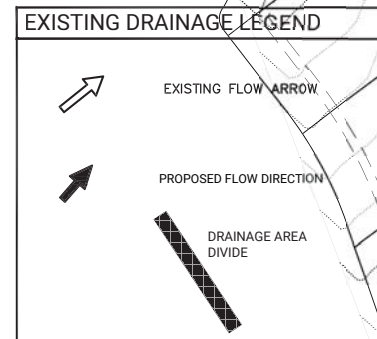 EXISTING DRAINAGE LEGEND
EXISTING FLOW ARROW
PROPOSED FLOW DIRECTION
DRAINAGE AREA
DIVIDE